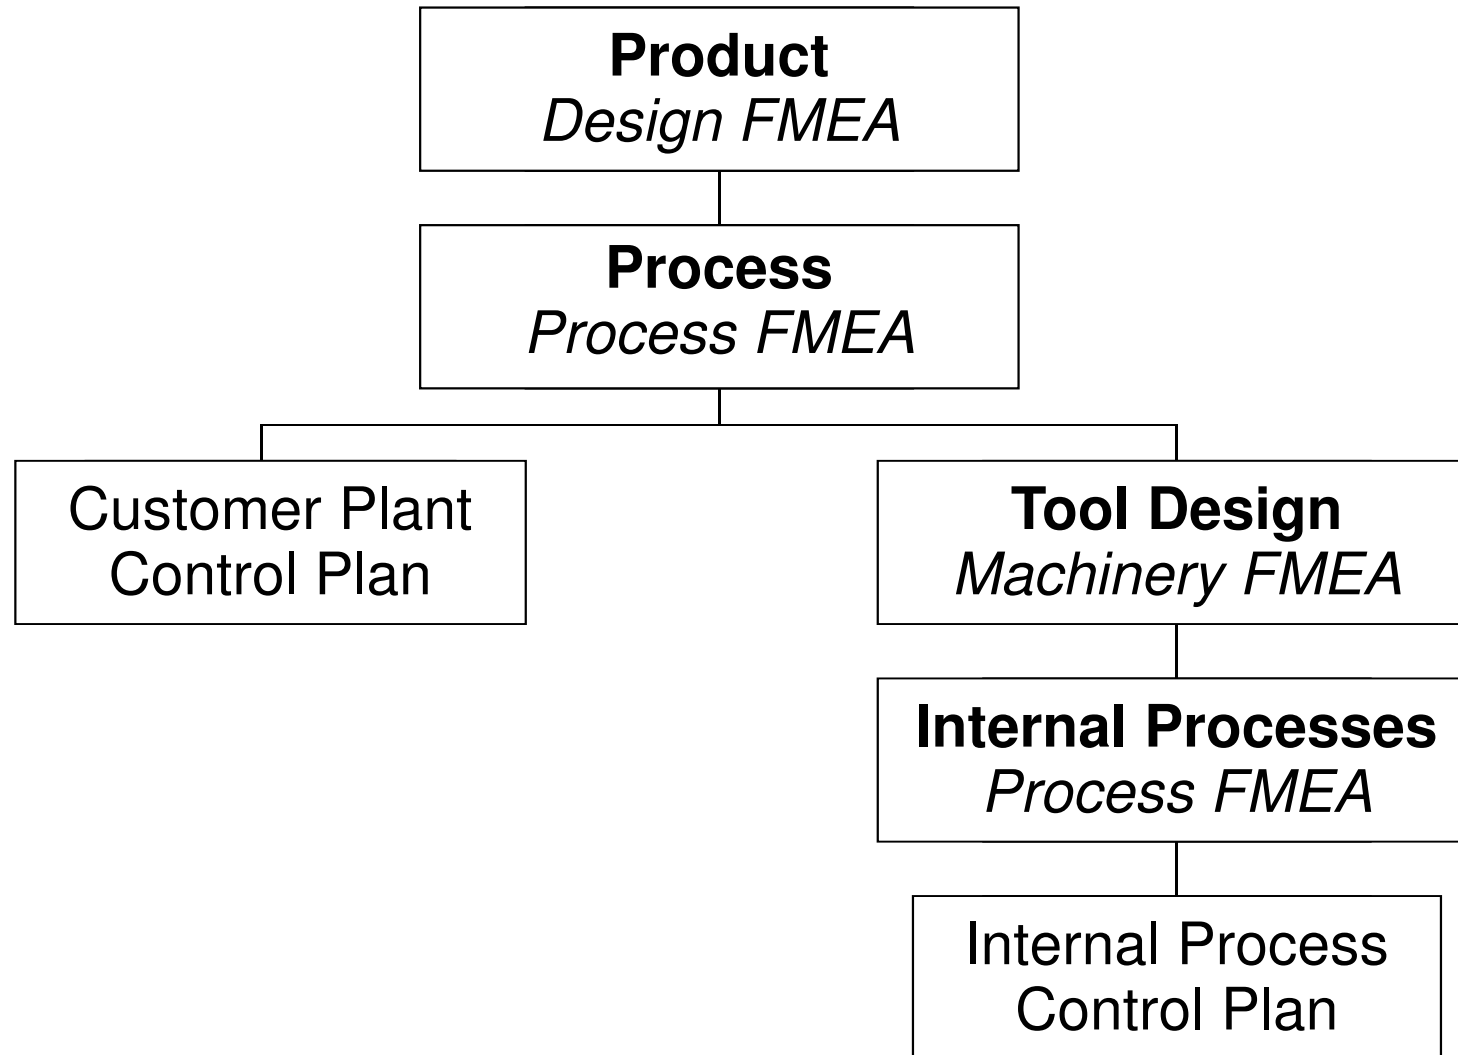 Product
Design FMEA
Process
Process FMEA
Customer Plant
Control Plan
Tool Design
Machinery FMEA
Internal Processes
Process FMEA
Internal Process
Control Plan